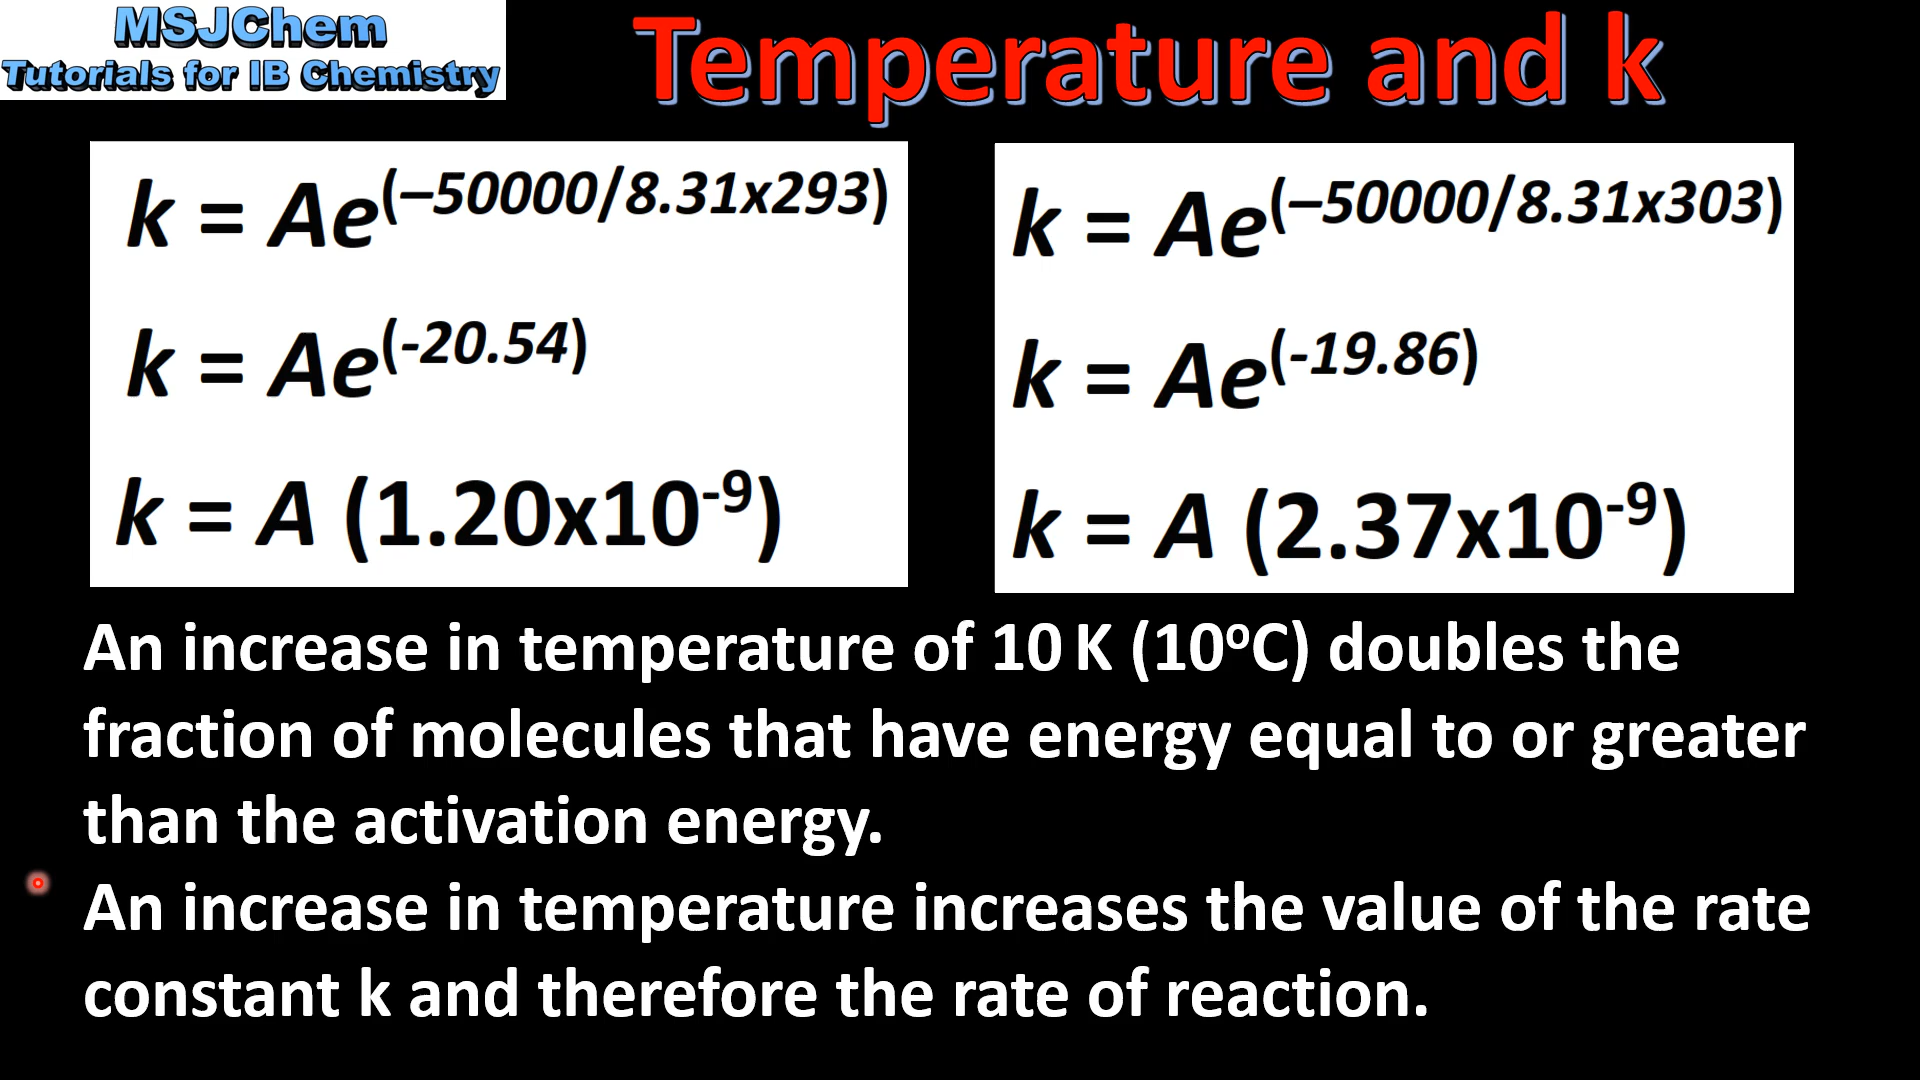 MSJChem
Tutorials for IB Chemistry
Temperature and k
k = Ae^(–50000/8.31x293)
k = Ae^(-20.54)
k = A (1.20x10^-9)
k = Ae^(–50000/8.31x303)
k = Ae^(-19.86)
k = A (2.37x10^-9)
An increase in temperature of 10 K (10ºC) doubles the
fraction of molecules that have energy equal to or greater
than the activation energy.
An increase in temperature increases the value of the rate
constant k and therefore the rate of reaction.